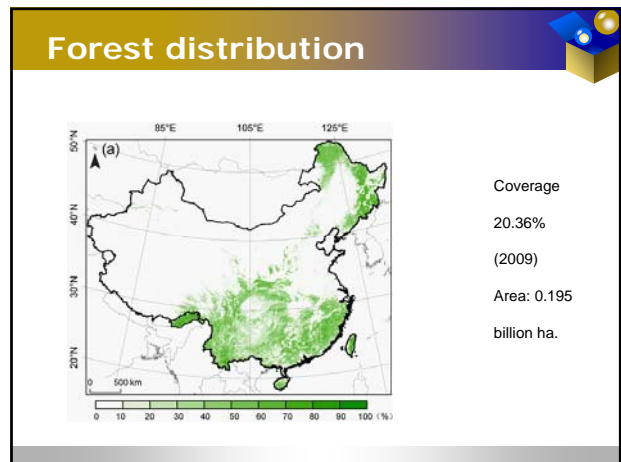 Forest distribution
85°E 105°E 125°E
(a)
50°N
40°N
30°N
20°N
0 500 km
0 10 20 30 40 50 60 70 80 90 100 (%)
Coverage
20.36%
(2009)
Area: 0.195
billion ha.